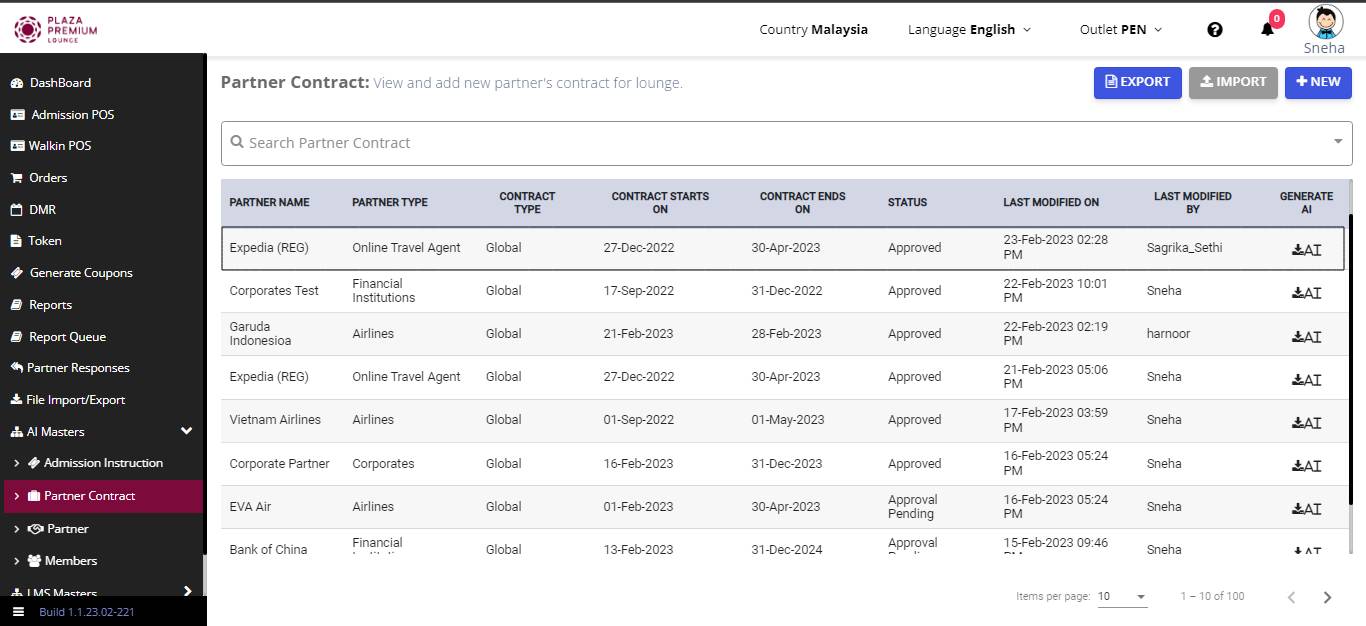 PLAZA
PREMIUM
LOUNGE
Country Malaysia
Language English
Outlet PEN
0
Sneha
DashBoard
Admission POS
Walkin POS
Orders
DMR
Token
Generate Coupons
Reports
Report Queue
Partner Responses
File Import/Export
AI Masters
Admission Instruction
Partner Contract
Partner
Members
LMS Masters
Build 1.1.23.02-221
Partner Contract: View and add new partner's contract for lounge.
EXPORT
IMPORT
NEW
Search Partner Contract
PARTNER NAME PARTNER TYPE CONTRACT TYPE CONTRACT STARTS ON CONTRACT ENDS ON STATUS LAST MODIFIED ON LAST MODIFIED BY GENERATE AI
Expedia (REG) Online Travel Agent Global 27-Dec-2022 30-Apr-2023 Approved 23-Feb-2023 02:28 PM Sagrika_Sethi AI
Corporates Test Financial Institutions Global 17-Sep-2022 31-Dec-2022 Approved 22-Feb-2023 10:01 PM Sneha AI
Garuda Indonesioa Airlines Global 21-Feb-2023 28-Feb-2023 Approved 22-Feb-2023 02:19 PM harnoor AI
Expedia (REG) Online Travel Agent Global 27-Dec-2022 30-Apr-2023 Approved 21-Feb-2023 05:06 PM Sneha AI
Vietnam Airlines Airlines Global 01-Sep-2022 01-May-2023 Approved 17-Feb-2023 03:59 PM Sneha AI
Corporate Partner Corporates Global 16-Feb-2023 31-Dec-2023 Approved 16-Feb-2023 05:24 PM Sneha AI
EVA Air Airlines Global 01-Feb-2023 30-Apr-2023 Approval Pending 16-Feb-2023 05:24 PM Sneha AI
Bank of China Financial Global 13-Feb-2023 31-Dec-2024 Approval 15-Feb-2023 09:46 Sneha AI
Items per page: 10
1 – 10 of 100